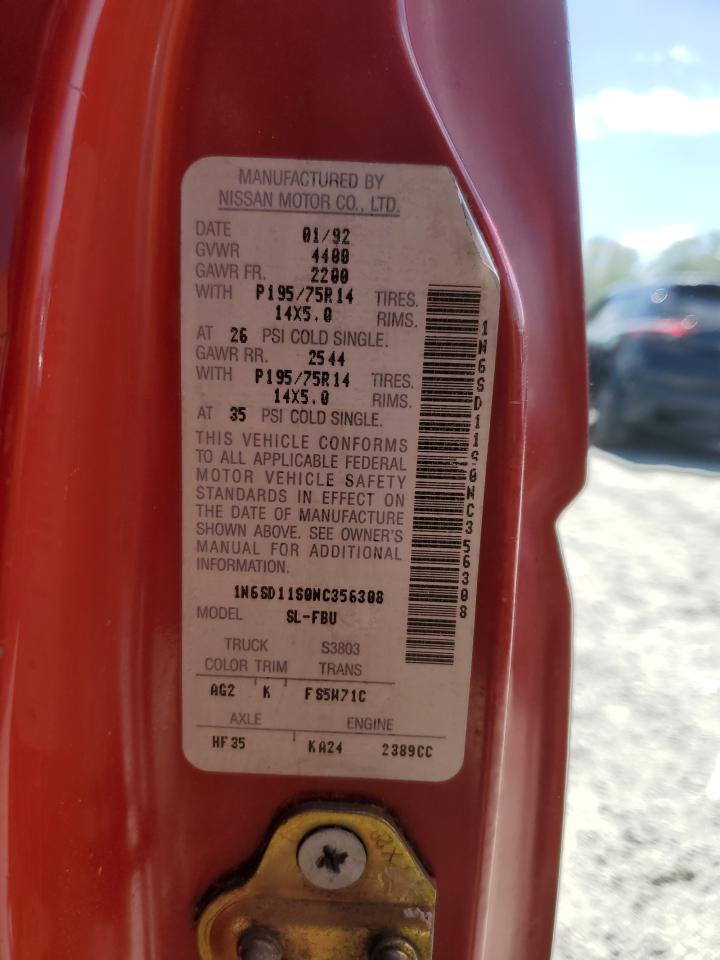 MANUFACTURED BY
NISSAN MOTOR CO., LTD.
DATE 01/92
GVWR 4400
GAWR FR. 2200
WITH P195/75R14 TIRES.
14X5.0 RIMS.
AT 26 PSI COLD SINGLE.
GAWR RR. 2544
WITH P195/75R14 TIRES.
14X5.0 RIMS.
AT 35 PSI COLD SINGLE.
THIS VEHICLE CONFORMS
TO ALL APPLICABLE FEDERAL
MOTOR VEHICLE SAFETY
STANDARDS IN EFFECT ON
THE DATE OF MANUFACTURE
SHOWN ABOVE. SEE OWNER'S
MANUAL FOR ADDITIONAL
INFORMATION.
1N6SD11S0NC356308
MODEL SL-FBU
TRUCK S3803
COLOR TRIM TRANS
AG2 K FS5W71C
AXLE ENGINE
HF35 KA24 2389CC
1N6SD11S0NC356308